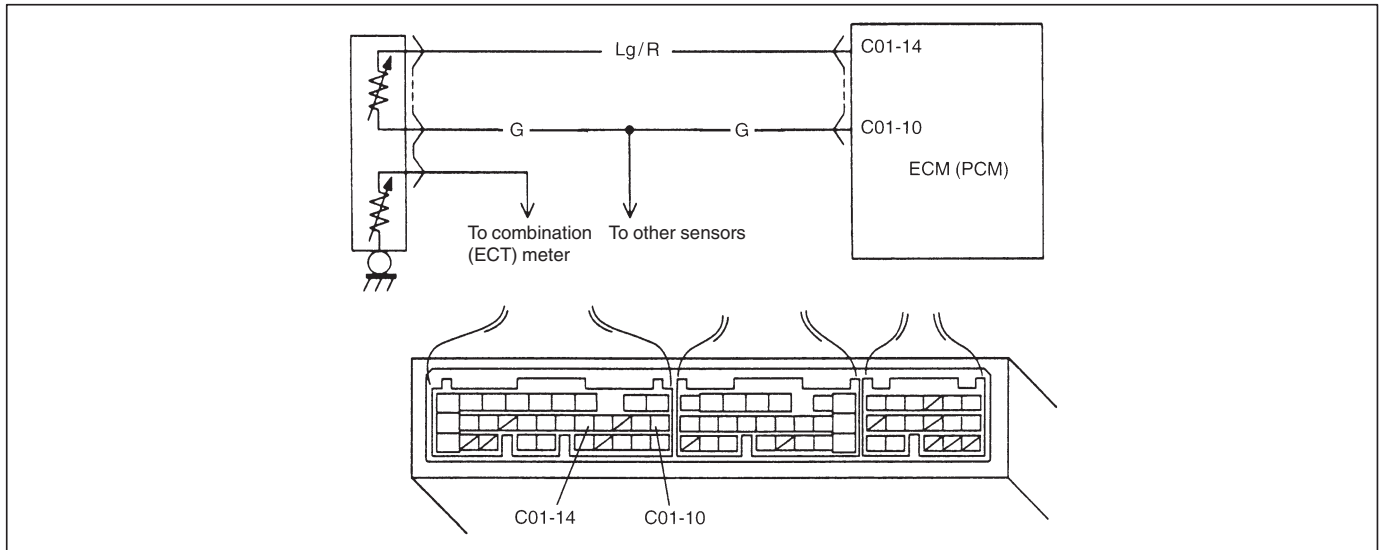 Lg/R
C01-14
G
G
C01-10
ECM (PCM)
To combination
(ECT) meter
To other sensors
C01-14
C01-10